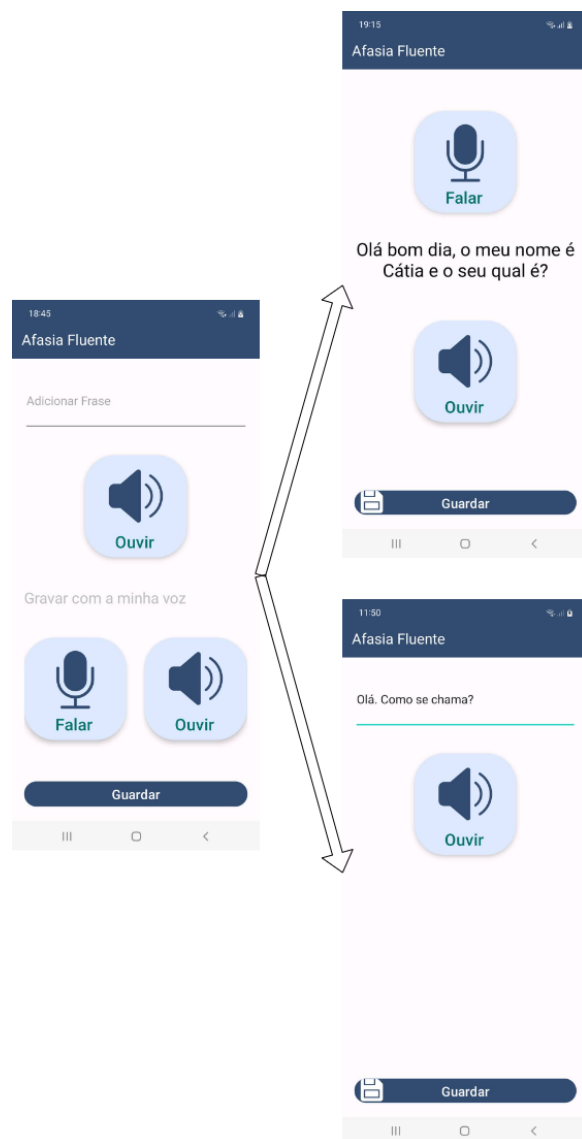 18:45
Afasia Fluente
Adicionar Frase
Ouvir
Gravar com a minha voz
Falar
Ouvir
Guardar
19:15
Afasia Fluente
Falar
Olá bom dia, o meu nome é
Cátia e o seu qual é?
Ouvir
Guardar
11:50
Afasia Fluente
Olá. Como se chama?
Ouvir
Guardar